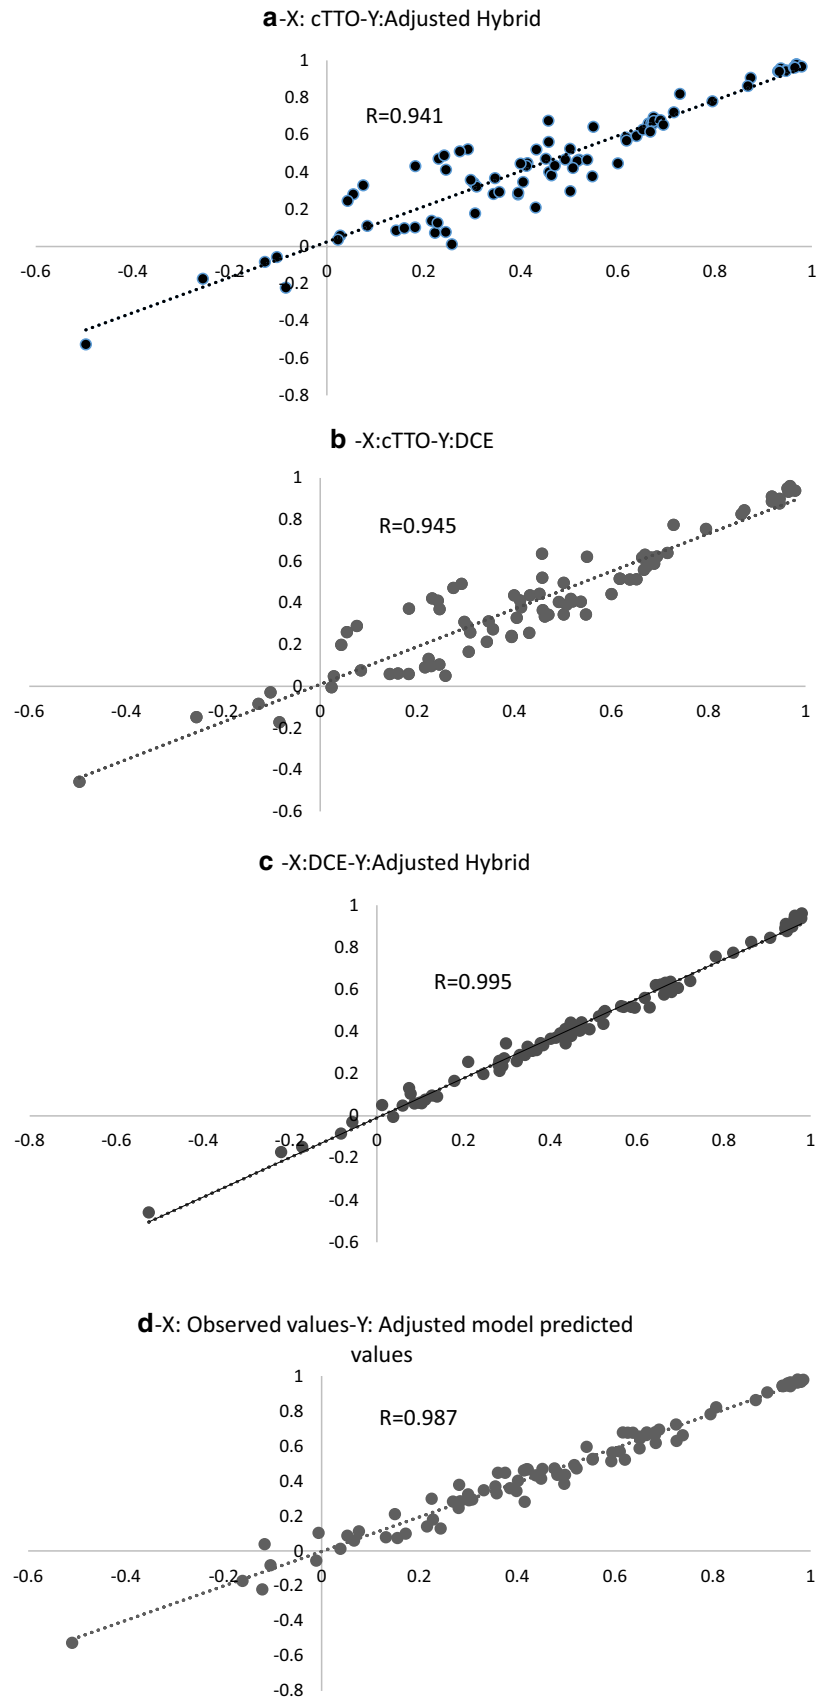 a-X: cTTO-Y:Adjusted Hybrid
1
0.8
R=0.941
0.6
0.4
0.2
0
-0.6 -0.4 -0.2 0 0.2 0.4 0.6 0.8 1
-0.2
-0.4
-0.6
-0.8
b -X:cTTO-Y:DCE
1
0.8
R=0.945
0.6
0.4
0.2
0
-0.6 -0.4 -0.2 0 0.2 0.4 0.6 0.8 1
-0.2
-0.4
-0.6
c -X:DCE-Y:Adjusted Hybrid
1
0.8
R=0.995
0.6
0.4
0.2
0
-0.8 -0.6 -0.4 -0.2 0 0.2 0.4 0.6 0.8 1
-0.2
-0.4
-0.6
d-X: Observed values-Y: Adjusted model predicted
values
1
0.8
R=0.987
0.6
0.4
0.2
0
-0.6 -0.4 -0.2 0 0.2 0.4 0.6 0.8 1
-0.2
-0.4
-0.6
-0.8